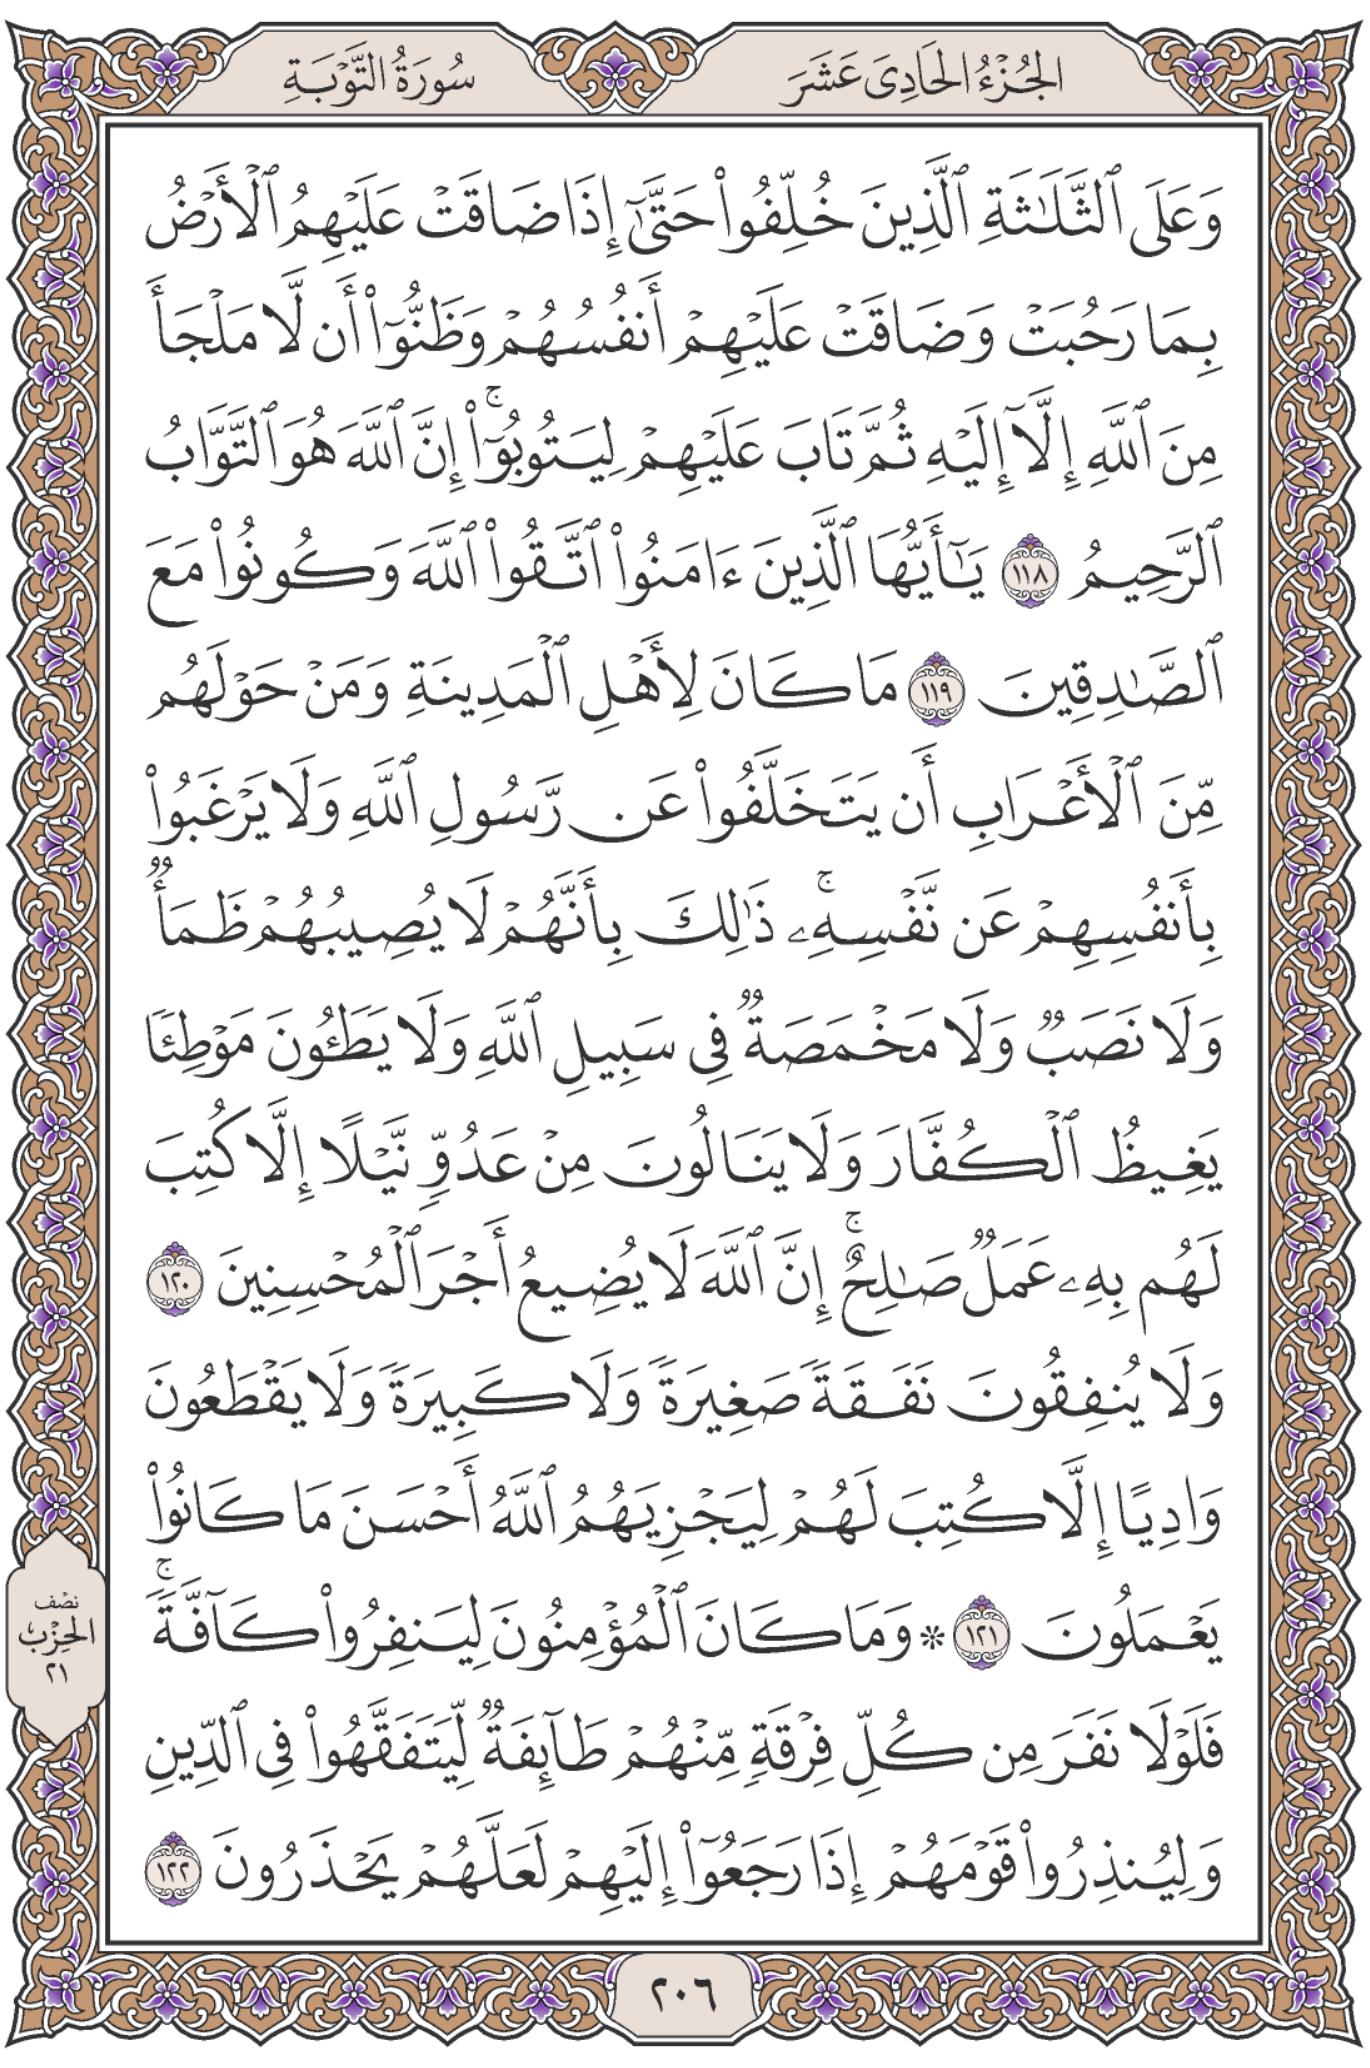 الجُزْءُ الحَادِىَ عَشَرَ
سُورَةُ التَّوْبَةِ
وَعَلَى ٱلثَّلَٰثَةِ ٱلَّذِينَ خُلِّفُوا۟ حَتَّىٰٓ إِذَا ضَاقَتْ عَلَيْهِمُ ٱلْأَرْضُ
بِمَا رَحُبَتْ وَضَاقَتْ عَلَيْهِمْ أَنفُسُهُمْ وَظَنُّوٓا۟ أَن لَّا مَلْجَأَ
مِنَ ٱللَّهِ إِلَّآ إِلَيْهِ ثُمَّ تَابَ عَلَيْهِمْ لِيَتُوبُوٓا۟ۚ إِنَّ ٱللَّهَ هُوَ ٱلتَّوَّابُ
ٱلرَّحِيمُ ١١٨ يَٰٓأَيُّهَا ٱلَّذِينَ ءَامَنُوا۟ ٱتَّقُوا۟ ٱللَّهَ وَكُونُوا۟ مَعَ
ٱلصَّٰدِقِينَ ١١٩ مَا كَانَ لِأَهْلِ ٱلْمَدِينَةِ وَمَنْ حَوْلَهُم
مِّنَ ٱلْأَعْرَابِ أَن يَتَخَلَّفُوا۟ عَن رَّسُولِ ٱللَّهِ وَلَا يَرْغَبُوا۟
بِأَنفُسِهِمْ عَن نَّفْسِهِۦۚ ذَٰلِكَ بِأَنَّهُمْ لَا يُصِيبُهُمْ ظَمَأٌ
وَلَا نَصَبٌ وَلَا مَخْمَصَةٌ فِى سَبِيلِ ٱللَّهِ وَلَا يَطَـُٔونَ مَوْطِئًا
يَغِيظُ ٱلْكُفَّارَ وَلَا يَنَالُونَ مِنْ عَدُوٍّ نَّيْلًا إِلَّا كُتِبَ
لَهُم بِهِۦ عَمَلٌ صَٰلِحٌۚ إِنَّ ٱللَّهَ لَا يُضِيعُ أَجْرَ ٱلْمُحْسِنِينَ ١٢٠
وَلَا يُنفِقُونَ نَفَقَةً صَغِيرَةً وَلَا كَبِيرَةً وَلَا يَقْطَعُونَ
وَادِيًا إِلَّا كُتِبَ لَهُمْ لِيَجْزِيَهُمُ ٱللَّهُ أَحْسَنَ مَا كَانُوا۟
يَعْمَلُونَ ١٢١ ۞ وَمَا كَانَ ٱلْمُؤْمِنُونَ لِيَنفِرُوا۟ كَآفَّةًۚ
نصف
الحِزْب
٢١
فَلَوْلَا نَفَرَ مِن كُلِّ فِرْقَةٍ مِّنْهُمْ طَآئِفَةٌ لِّيَتَفَقَّهُوا۟ فِى ٱلدِّينِ
وَلِيُنذِرُوا۟ قَوْمَهُمْ إِذَا رَجَعُوٓا۟ إِلَيْهِمْ لَعَلَّهُمْ يَحْذَرُونَ ١٢٢
٢٠٦